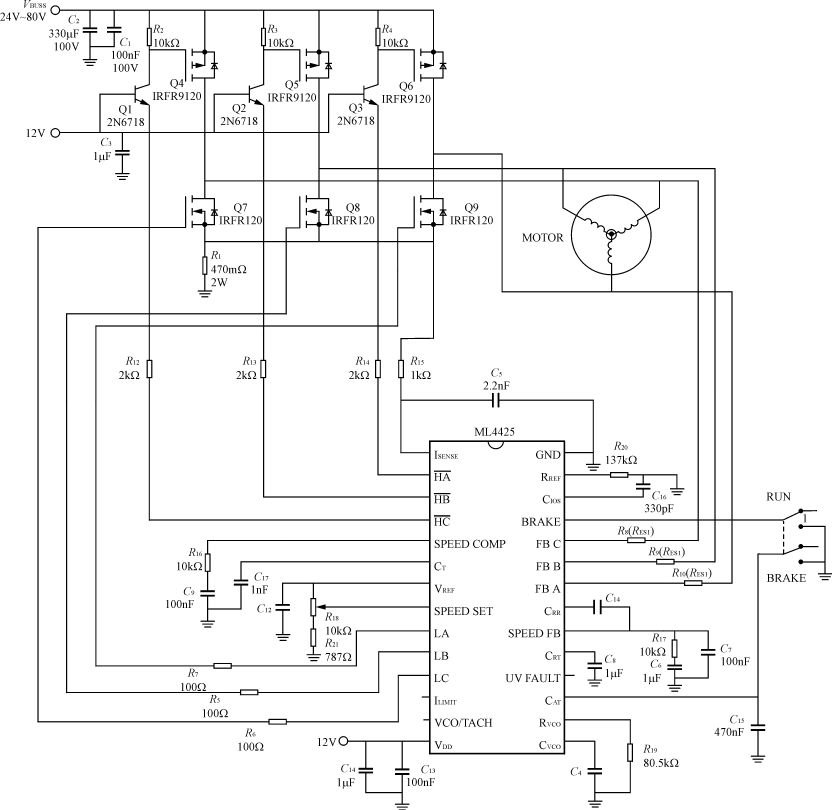 VBUSS
24V~80V
C2
330μF
100V
C1
100nF
100V
R2
10kΩ
Q4
IRFR9120
R3
10kΩ
Q5
IRFR9120
R4
10kΩ
Q6
IRFR9120
Q1
2N6718
Q2
2N6718
Q3
2N6718
12V
C3
1μF
Q7
IRFR120
Q8
IRFR120
Q9
IRFR120
MOTOR
R1
470mΩ
2W
R12
2kΩ
R13
2kΩ
R14
2kΩ
R15
1kΩ
C5
2.2nF
ML4425
ISENSE
HA
HB
HC
SPEED COMP
CT
VREF
SPEED SET
LA
LB
LC
ILIMIT
VCO/TACH
VDD
GND
RREF
CIOS
BRAKE
FB C
FB B
FB A
CRR
SPEED FB
CRT
UV FAULT
CAT
RVCO
CVCO
R20
137kΩ
C16
330pF
RUN
BRAKE
R8(RES1)
R9(RES1)
R10(RES1)
R16
10kΩ
C9
100nF
C17
1nF
C12
R18
10kΩ
R21
787Ω
C14
R17
10kΩ
C6
1μF
C7
100nF
C8
1μF
R7
100Ω
R5
100Ω
R6
100Ω
C15
470nF
12V
C14
1μF
C13
100nF
C4
R19
80.5kΩ